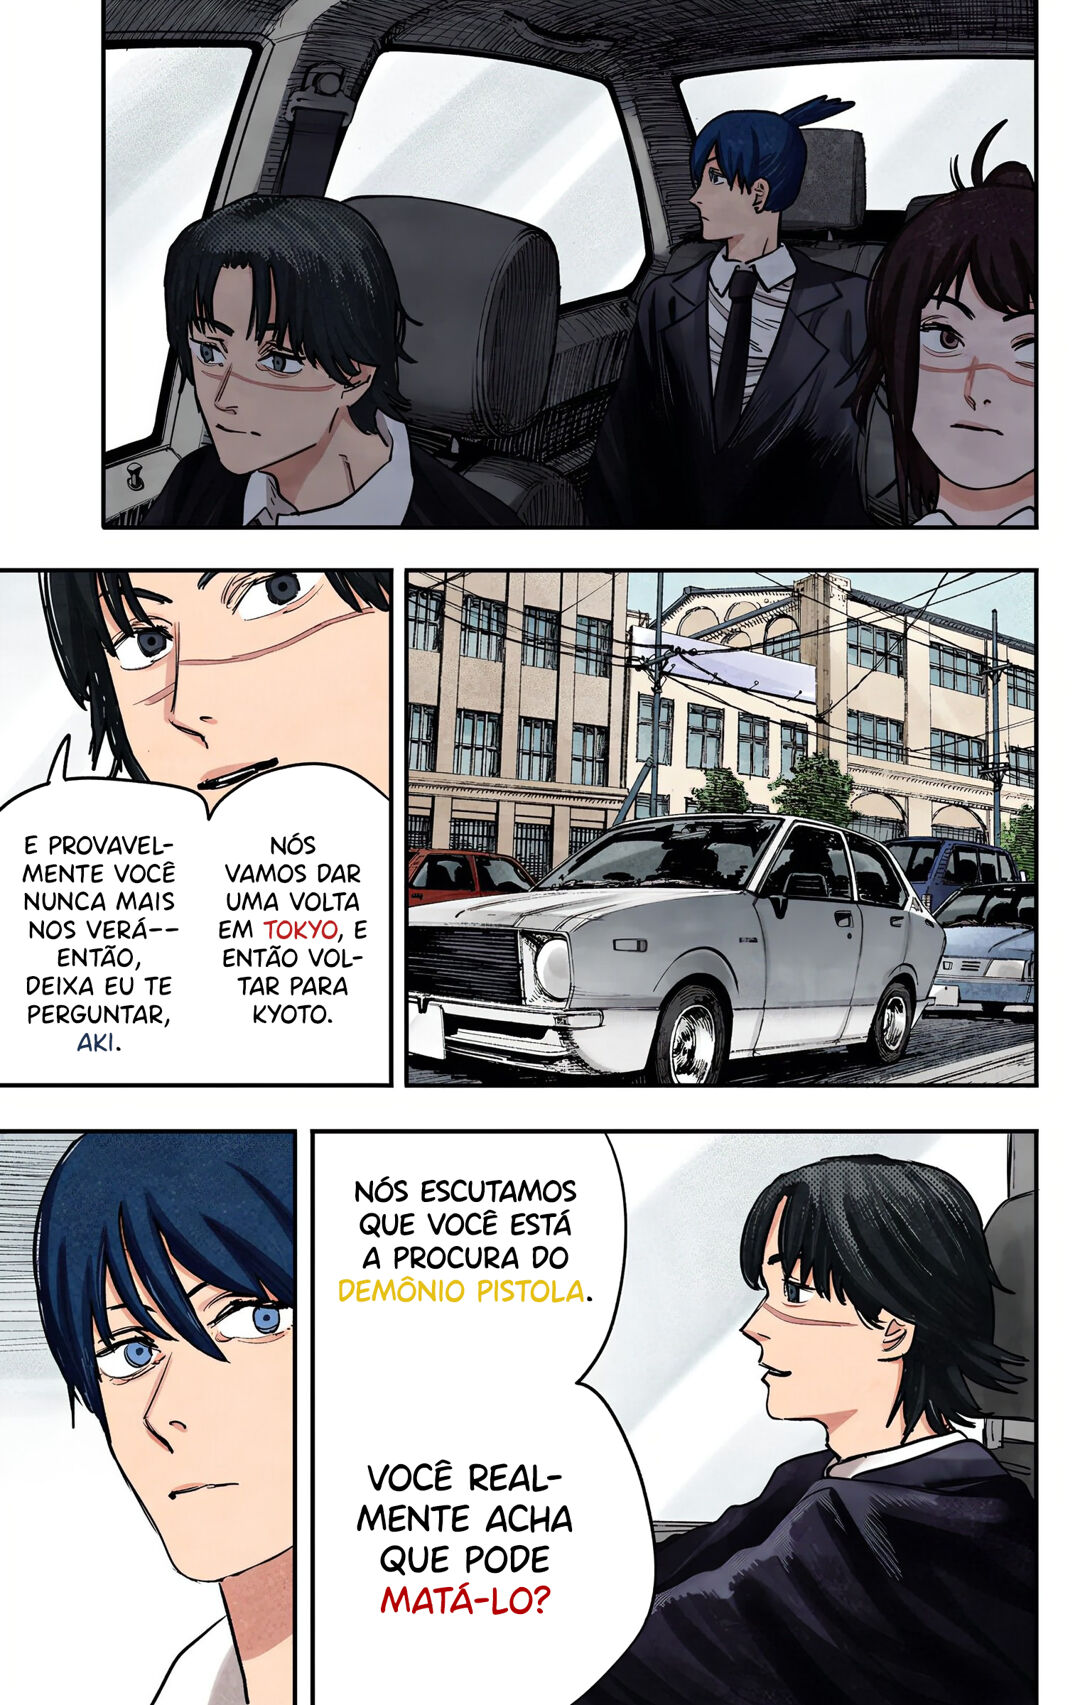 NÓS
VAMOS DAR
UMA VOLTA
EM TOKYO, E
ENTÃO VOL-
TAR PARA
KYOTO.
E PROVAVEL-
MENTE VOCÊ
NUNCA MAIS
NOS VERÁ--
ENTÃO,
DEIXA EU TE
PERGUNTAR,
AKI.
NÓS ESCUTAMOS
QUE VOCÊ ESTÁ
A PROCURA DO
DEMÔNIO PISTOLA.
VOCÊ REAL-
MENTE ACHA
QUE PODE
MATÁ-LO?